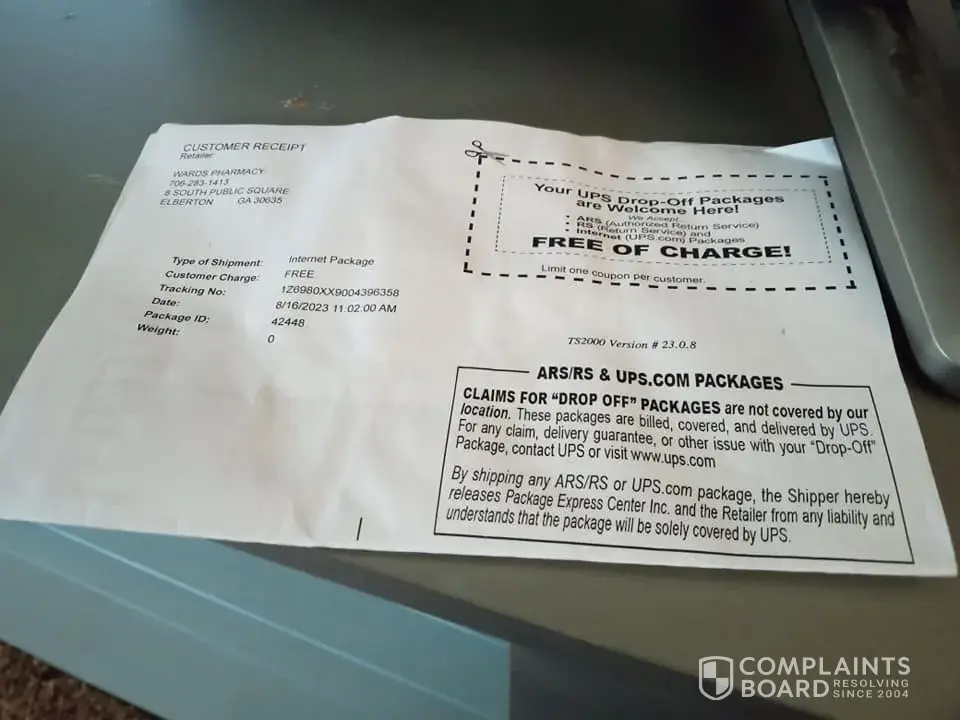 CUSTOMER RECEIPT
Retailer:
WARDS PHARMACY
706-283-1413
8 SOUTH PUBLIC SQUARE
ELBERTON GA 30635
Type of Shipment: Internet Package
Customer Charge: FREE
Tracking No: 1Z6980XX9004396358
Date: 8/16/2023 11:02:00 AM
Package ID: 42448
Weight: 0
Your UPS Drop-Off Packages
are Welcome Here!
We Accept
• ARS (Authorized Return Service)
• RS (Return Service) and
• Internet (UPS.com) Packages
FREE OF CHARGE!
Limit one coupon per customer.
TS2000 Version # 23.0.8
ARS/RS & UPS.COM PACKAGES
CLAIMS FOR "DROP OFF" PACKAGES are not covered by our
location. These packages are billed, covered, and delivered by UPS.
For any claim, delivery guarantee, or other issue with your "Drop-Off"
Package, contact UPS or visit www.ups.com
By shipping any ARS/RS or UPS.com package, the Shipper hereby
releases Package Express Center Inc. and the Retailer from any liability and
understands that the package will be solely covered by UPS.
COMPLAINTS
BOARD RESOLVING
SINCE 2004